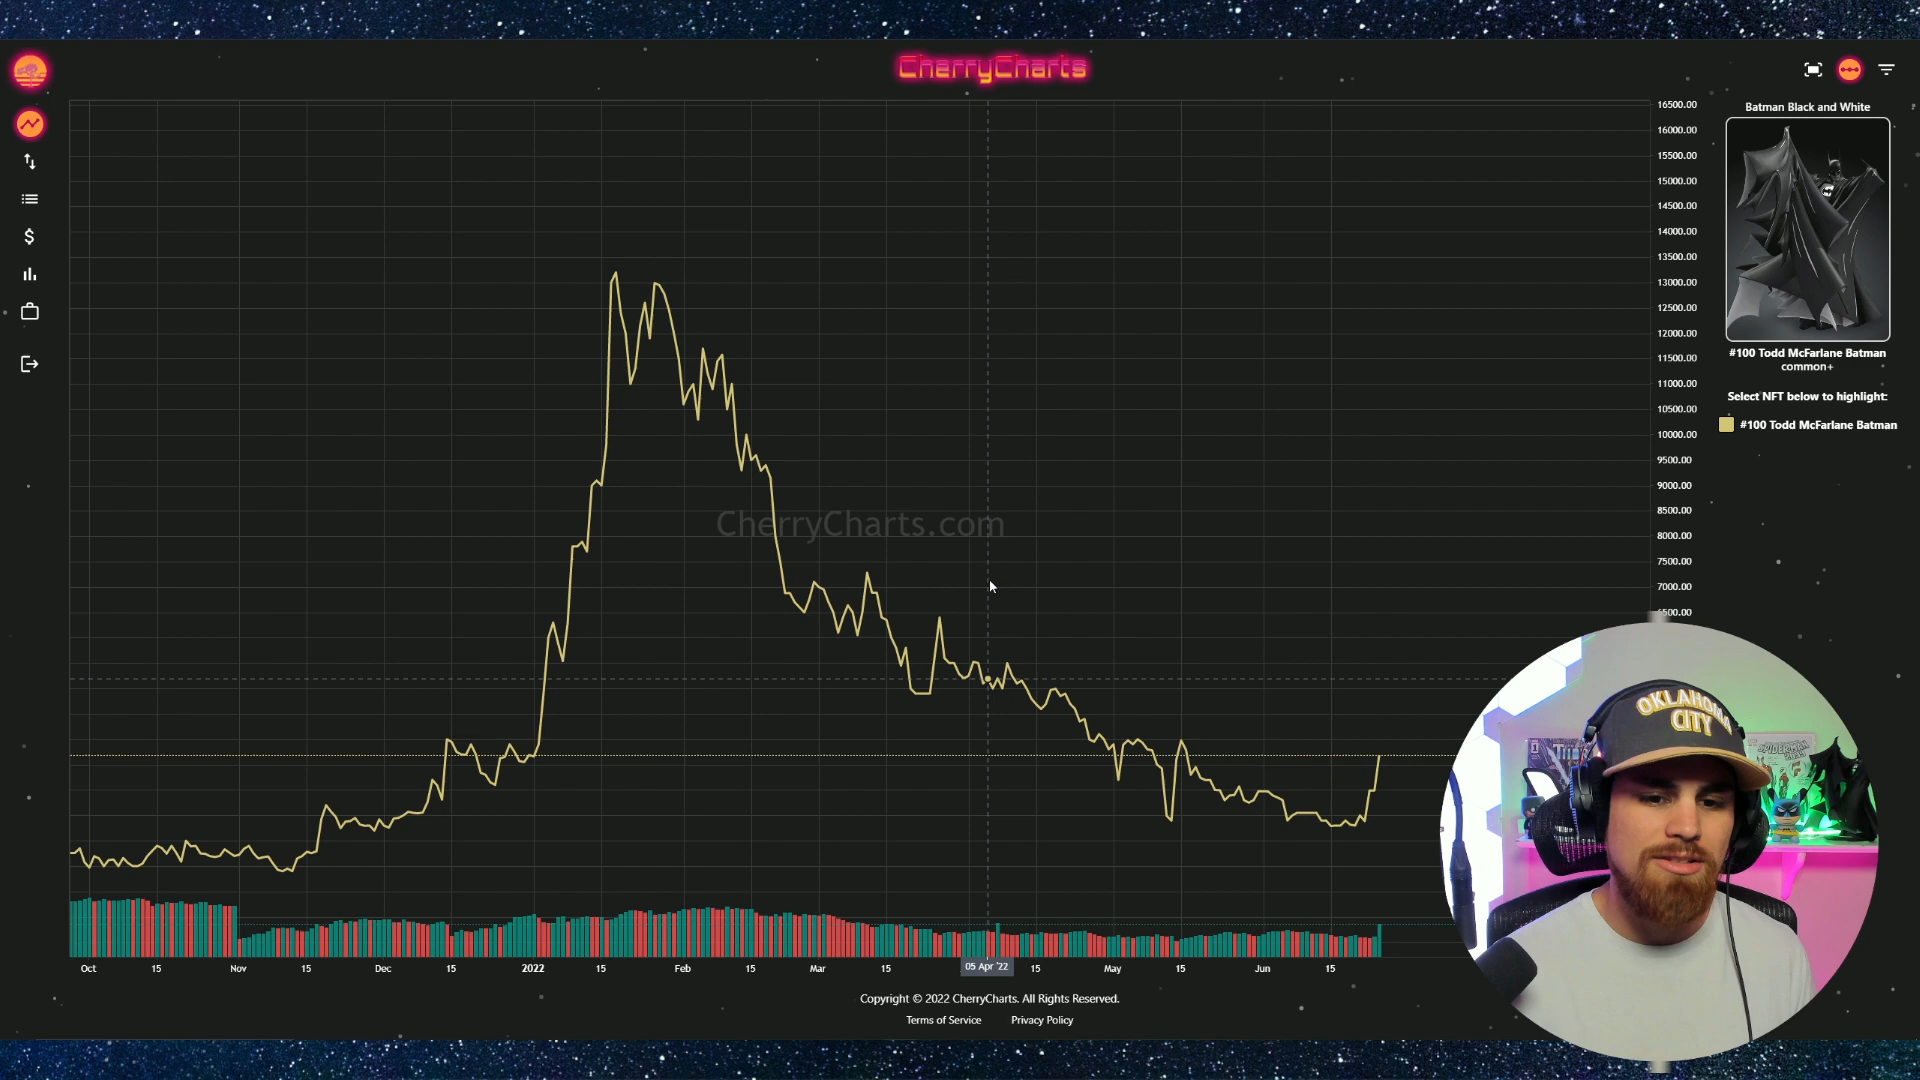 CherryCharts
16500.00
16000.00
15500.00
15000.00
14500.00
14000.00
13500.00
13000.00
12500.00
12000.00
11500.00
11000.00
10500.00
10000.00
9500.00
9000.00
8500.00
8000.00
7500.00
7000.00
6500.00
Batman Black and White
#100 Todd McFarlane Batman
common+
Select NFT below to highlight:
#100 Todd McFarlane Batman
CherryCharts.com
OKLAHOMA
CITY
SPIDER-MAN
Oct 15 Nov 15 Dec 15 2022 15 Feb 15 Mar 15 05 Apr '22 15 May 15 Jun 15
Copyright © 2022 CherryCharts. All Rights Reserved.
Terms of Service Privacy Policy